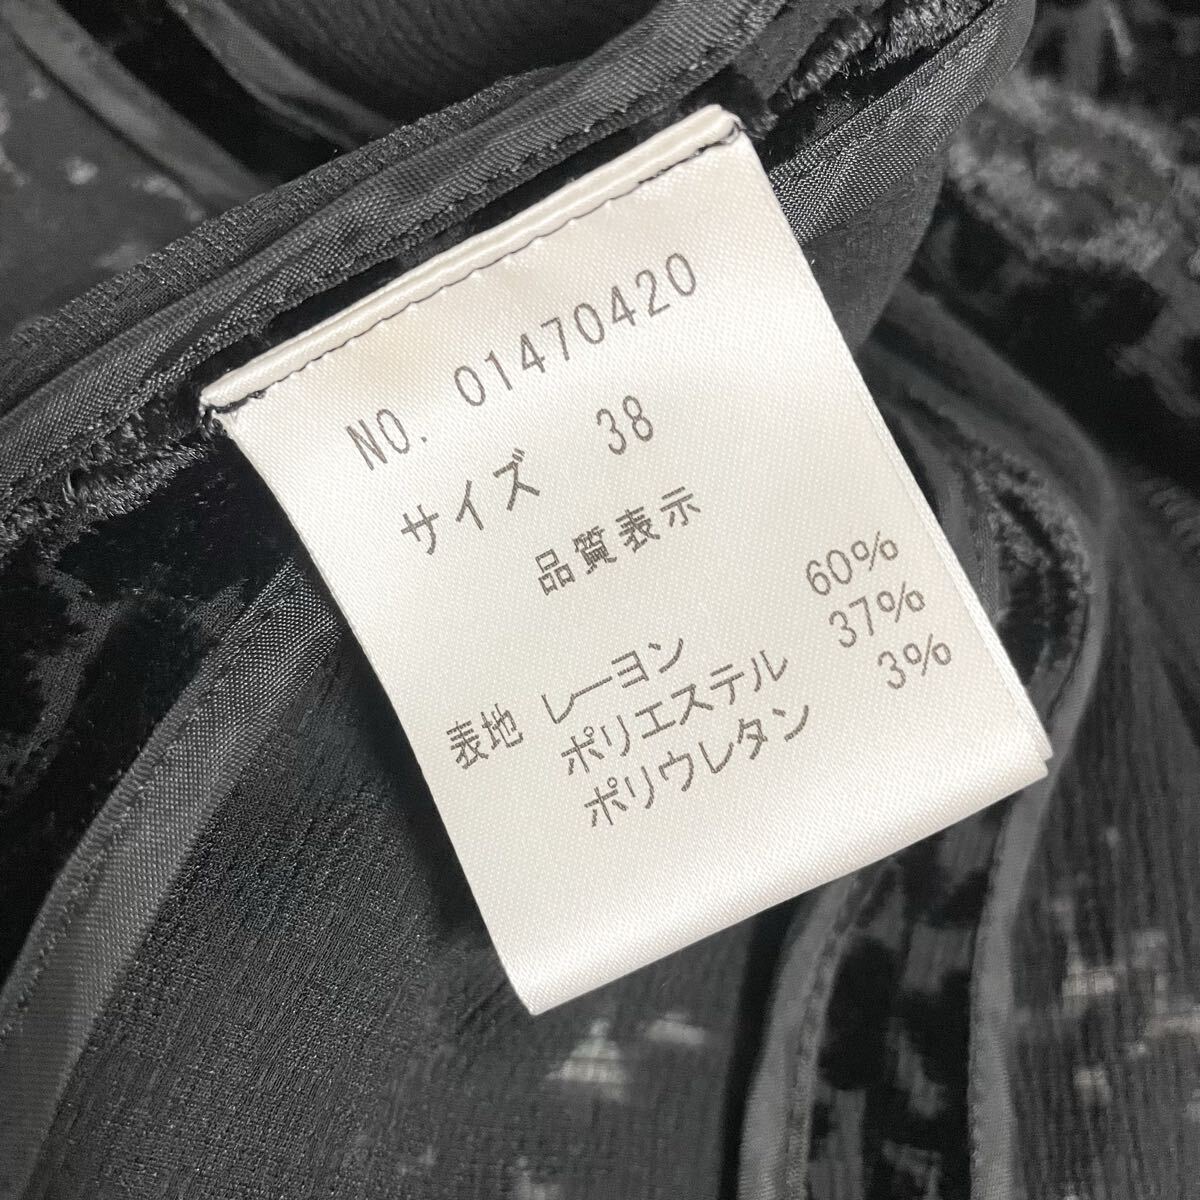 NO. 01470420
サイズ 38
品質表示
表地 レーヨン 60%
ポリエステル 37%
ポリウレタン 3%